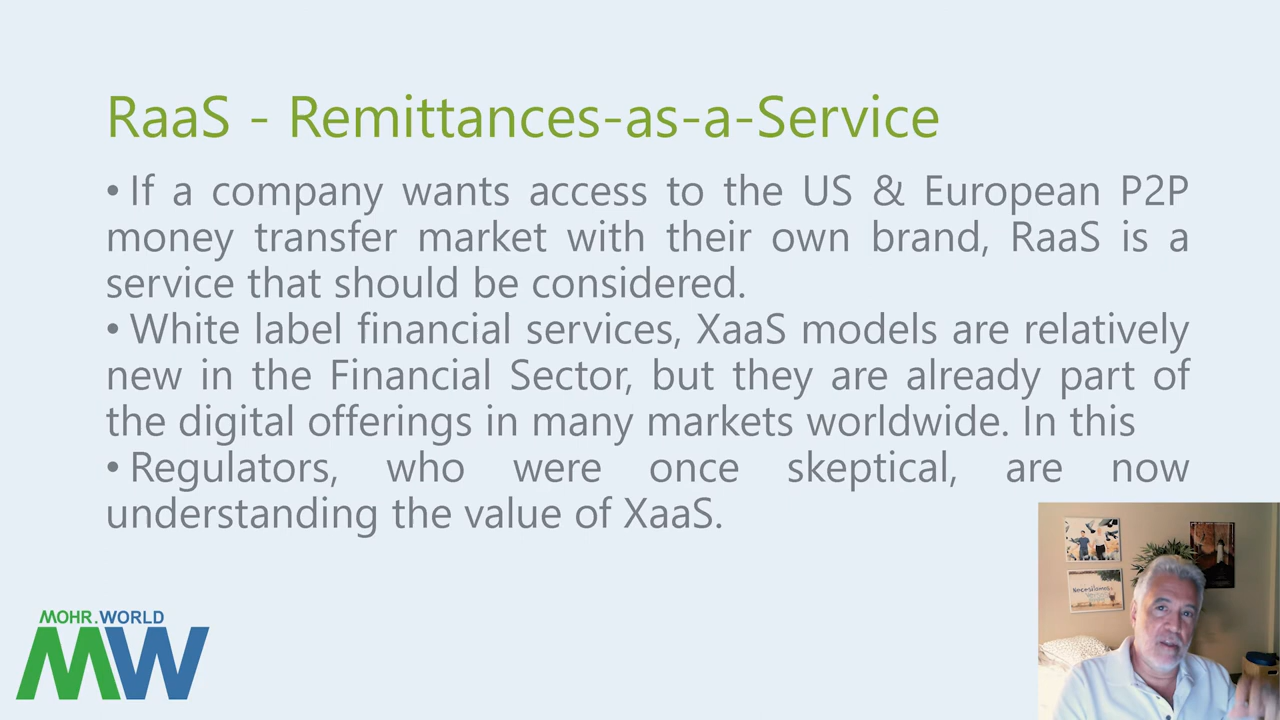 RaaS - Remittances-as-a-Service
• If a company wants access to the US & European P2P
money transfer market with their own brand, RaaS is a
service that should be considered.
• White label financial services, XaaS models are relatively
new in the Financial Sector, but they are already part of
the digital offerings in many markets worldwide. In this
• Regulators, who were once skeptical, are now
understanding the value of XaaS.
MOHR.WORLD
MW